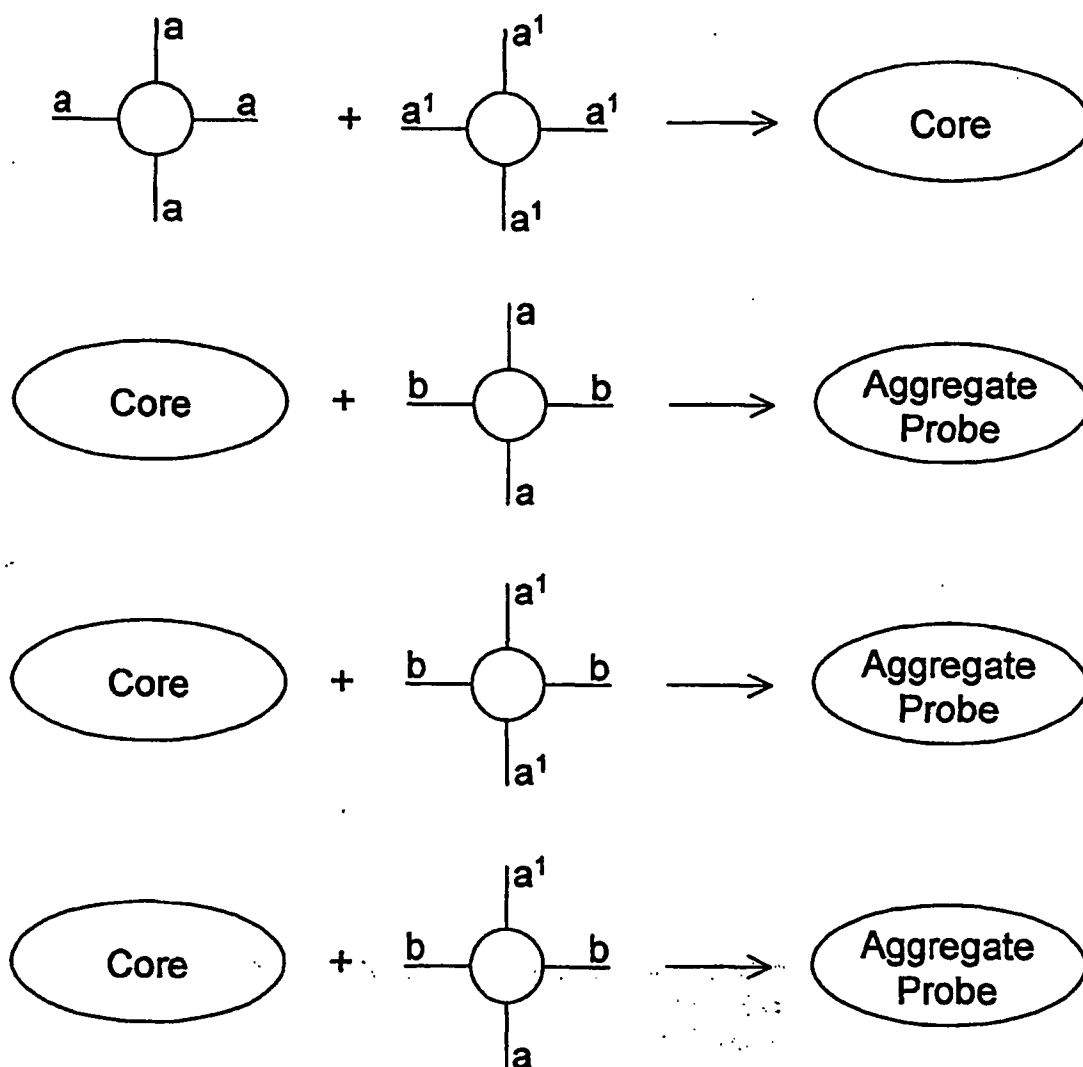 a a¹
a a + a¹ a¹ Core
a a¹
a
Core + b b Aggregate
Probe
a
a¹
Core + b b Aggregate
Probe
a¹
a¹
Core + b b Aggregate
Probe
a